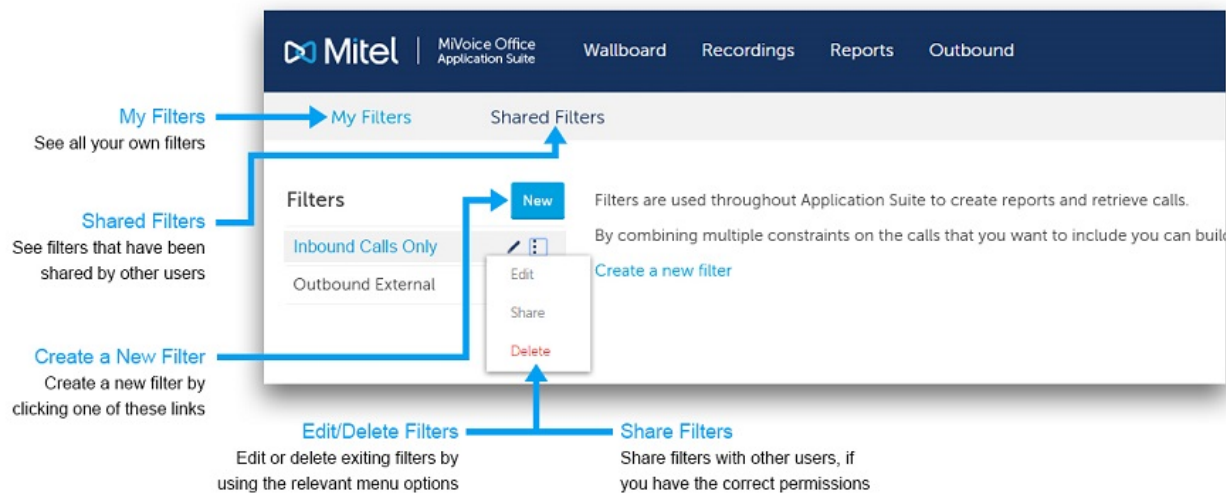 Mitel
MiVoice Office
Application Suite
Wallboard
Recordings
Reports
Outbound
My Filters
See all your own filters
My Filters
Shared Filters
Shared Filters
See filters that have been
shared by other users
Filters
New
Inbound Calls Only
Outbound External
Edit
Share
Delete
Filters are used throughout Application Suite to create reports and retrieve calls.
By combining multiple constraints on the calls that you want to include you can buil
Create a new filter
Create a New Filter
Create a new filter by
clicking one of these links
Edit/Delete Filters
Edit or delete exiting filters by
using the relevant menu options
Share Filters
Share filters with other users, if
you have the correct permissions